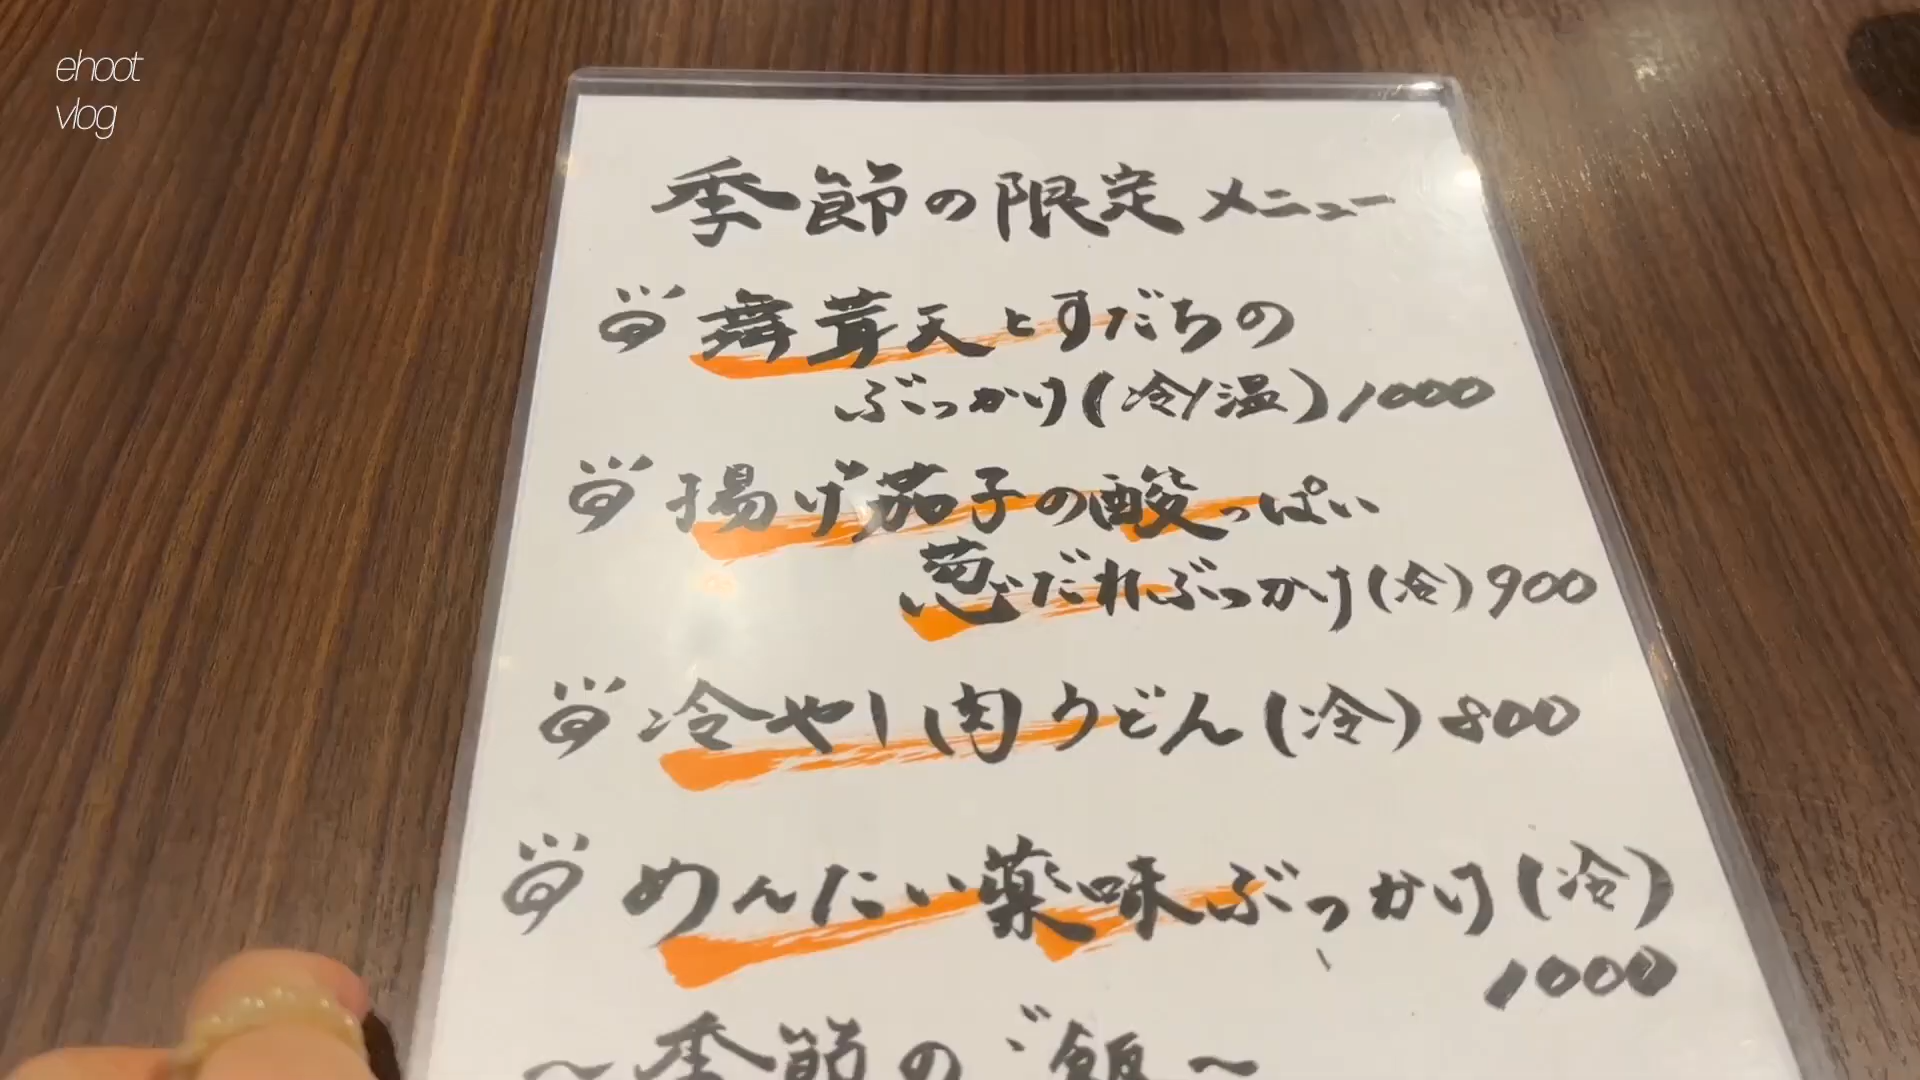 ehoot
vlog
季節の限定メニュー
舞茸天とすだちの
ぶっかけ(冷/温)1000
揚げ茄子の酸っぱい
葱だれぶっかけ(冷)900
冷やし肉うどん(冷)800
めんたい薬味ぶっかけ(冷)
1000
~季節のご飯~